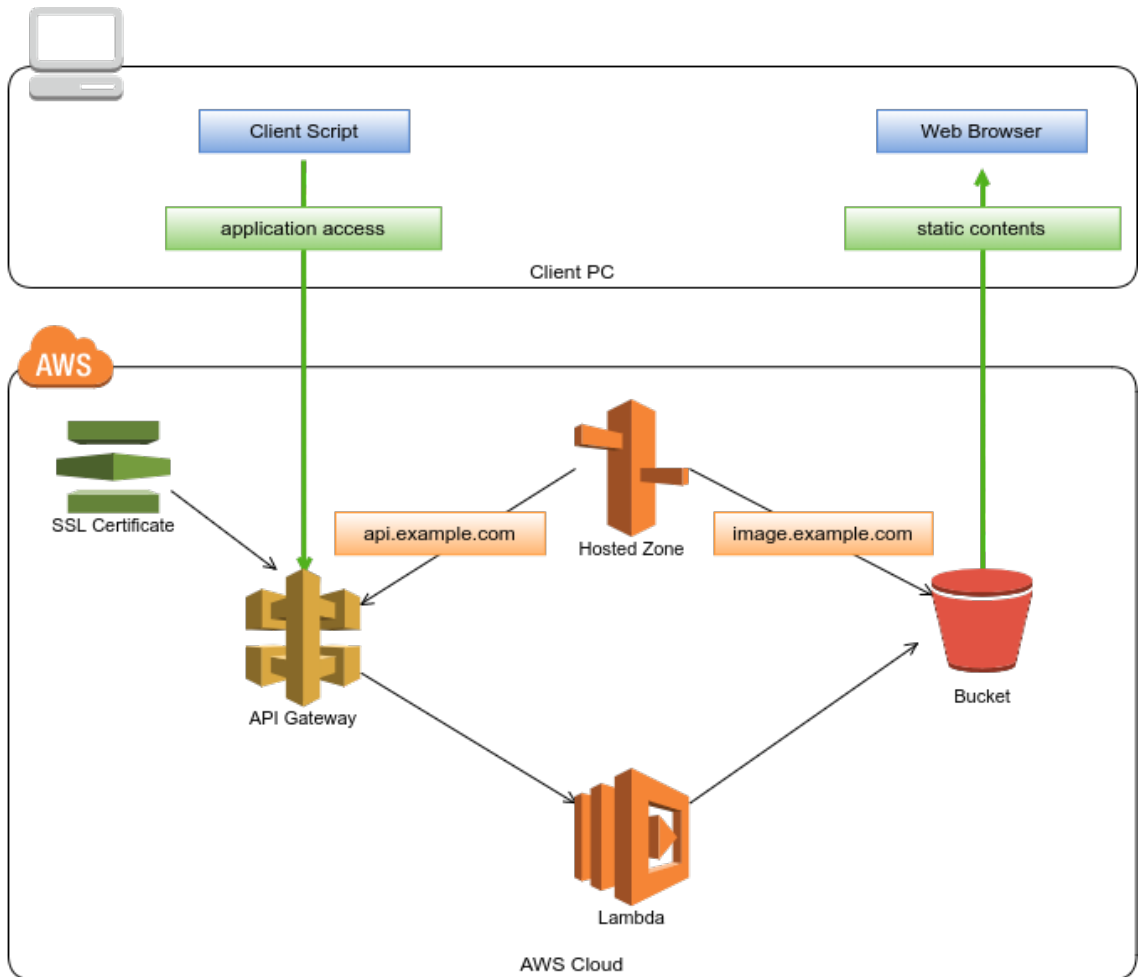 Client Script
Web Browser
application access
static contents
Client PC
AWS
SSL Certificate
api.example.com
Hosted Zone
image.example.com
API Gateway
Bucket
Lambda
AWS Cloud